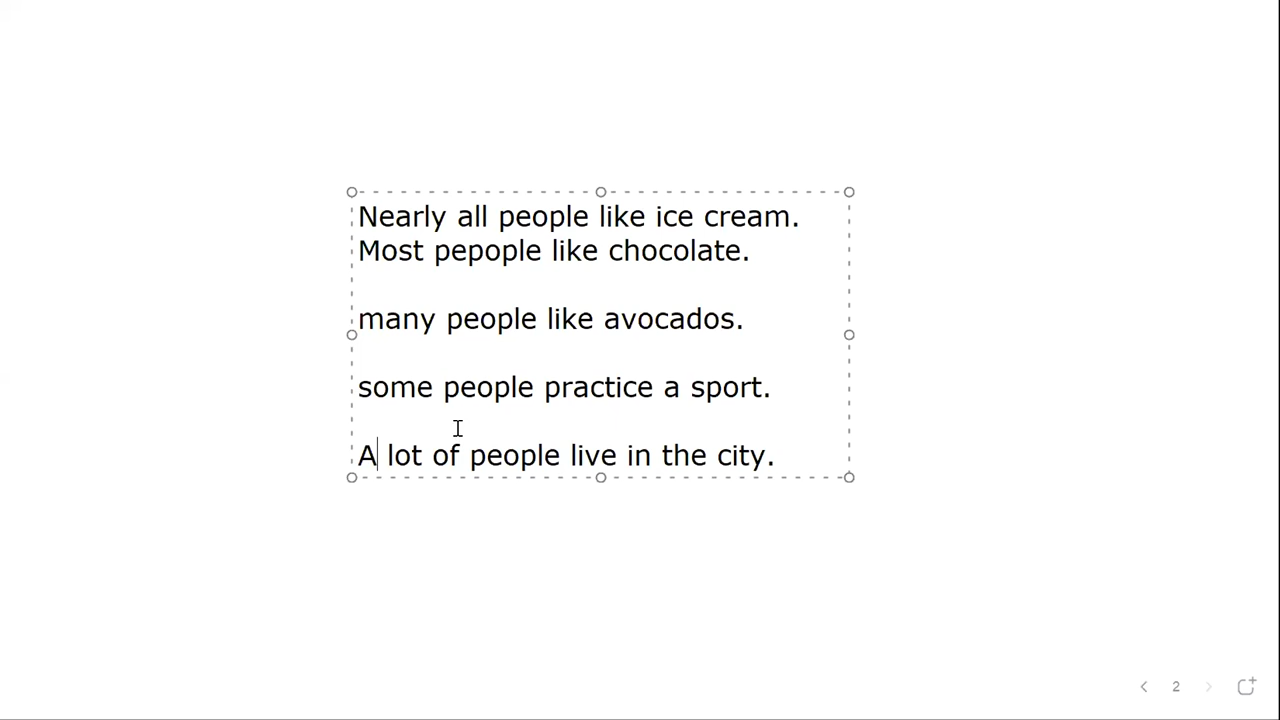 Nearly all people like ice cream.
Most pepople like chocolate.
many people like avocados.
some people practice a sport.
A lot of people live in the city.
2